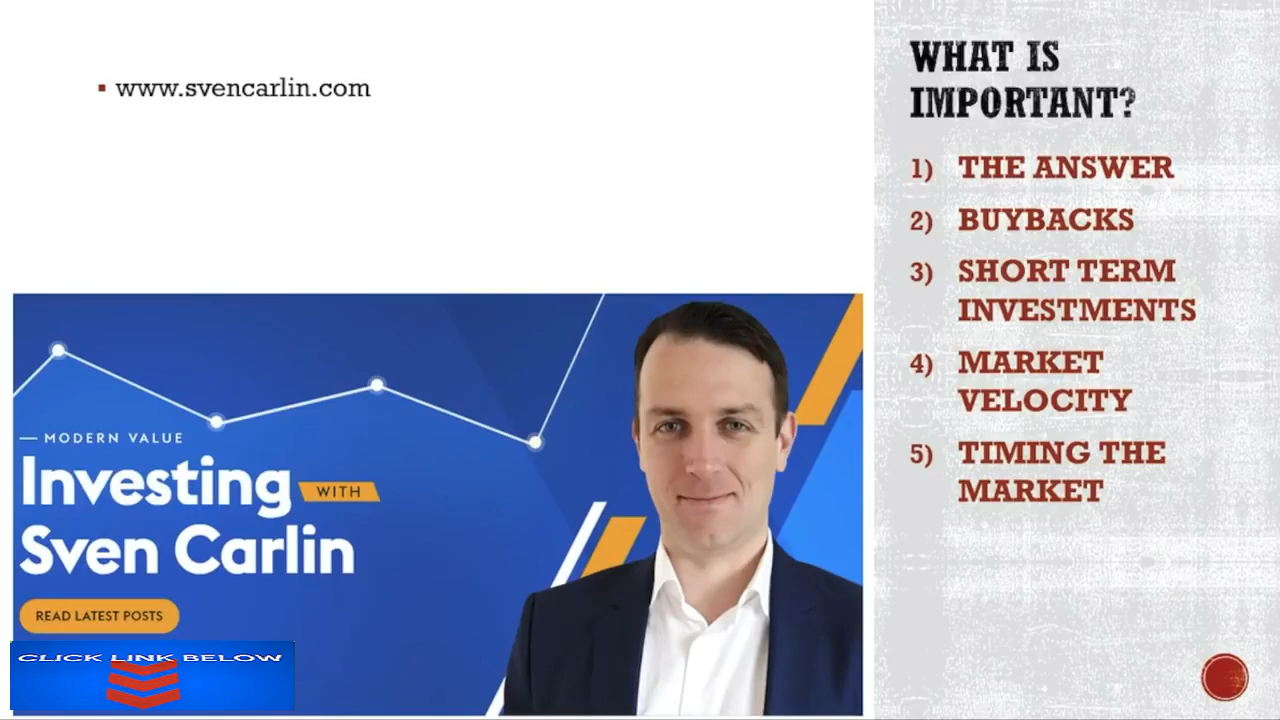 www.svencarlin.com
— MODERN VALUE
Investing WITH
Sven Carlin
READ LATEST POSTS
CLICK LINK BELOW
WHAT IS
IMPORTANT?
1) THE ANSWER
2) BUYBACKS
3) SHORT TERM
INVESTMENTS
4) MARKET
VELOCITY
5) TIMING THE
MARKET